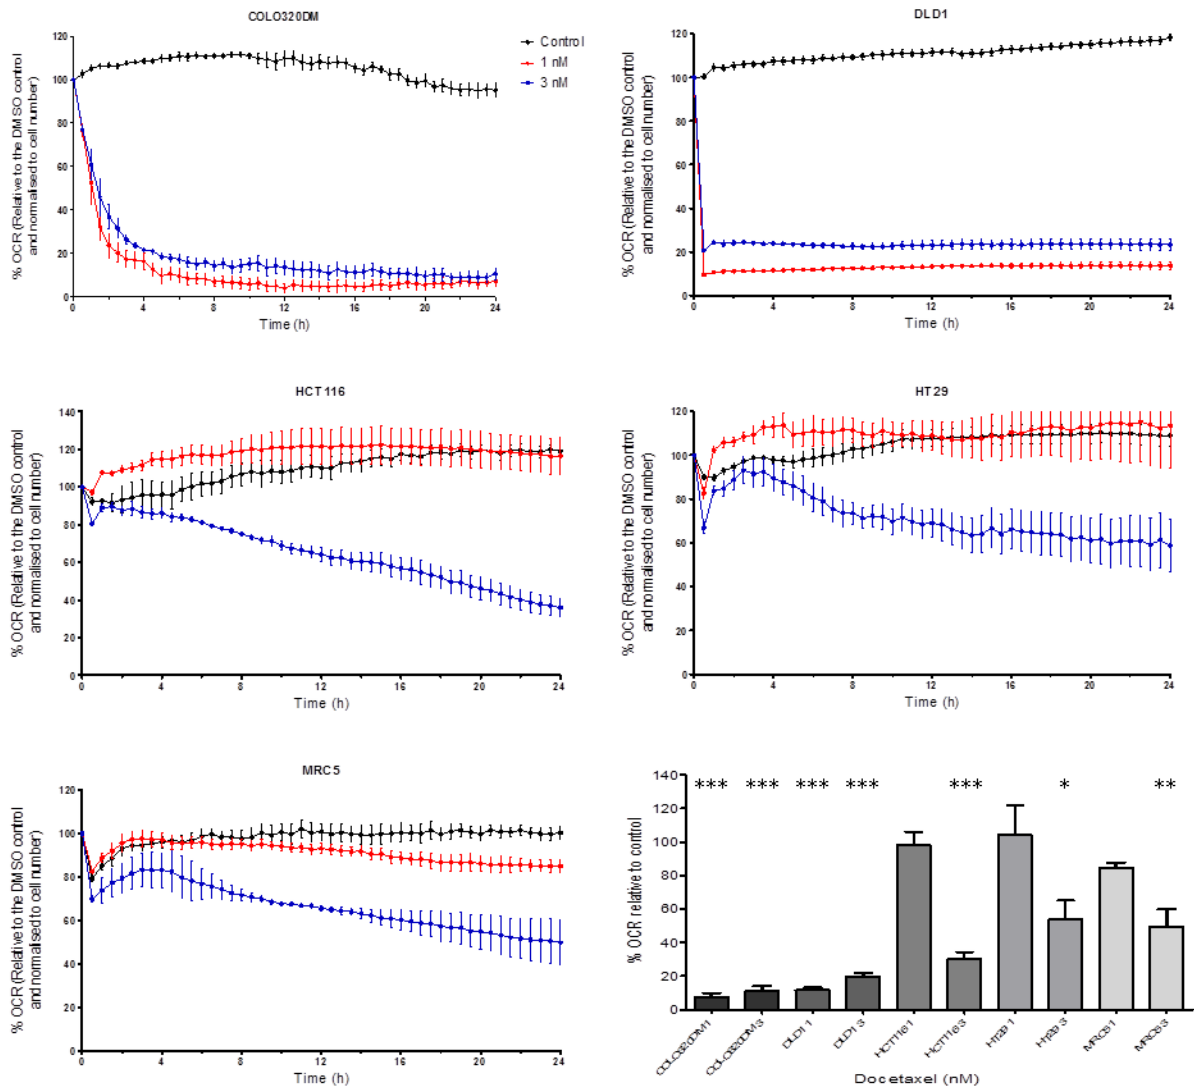 COLO320DM
% OCR (Relative to the DMSO control
and normalised to cell number)
120
100
80
60
40
20
0
0 4 8 12 16 20 24
Time (h)
Control
1 nM
3 nM
DLD1
% OCR (Relative to the DMSO control
and normalised to cell number)
120
100
80
60
40
20
0
0 4 8 12 16 20 24
Time (h)
HCT116
% OCR (Relative to the DMSO control
and normalised to cell number)
140
120
100
80
60
40
20
0
0 4 8 12 16 20 24
Time (h)
HT29
% OCR (Relative to the DMSO control
and normalised to cell number)
120
100
80
60
40
20
0
0 4 8 12 16 20 24
Time (h)
MRC5
% OCR (Relative to the DMSO control
and normalised to cell number)
120
100
80
60
40
20
0
0 4 8 12 16 20 24
Time (h)
% OCR relative to control
140
120
100
80
60
40
20
0
*** *** *** *** *** * **
COLO320DM1 COLO320DM3 DLD1 1 DLD1 3 HCT116 1 HCT116 3 HT29 1 HT29 3 MRC5 1 MRC5 3
Docetaxel (nM)